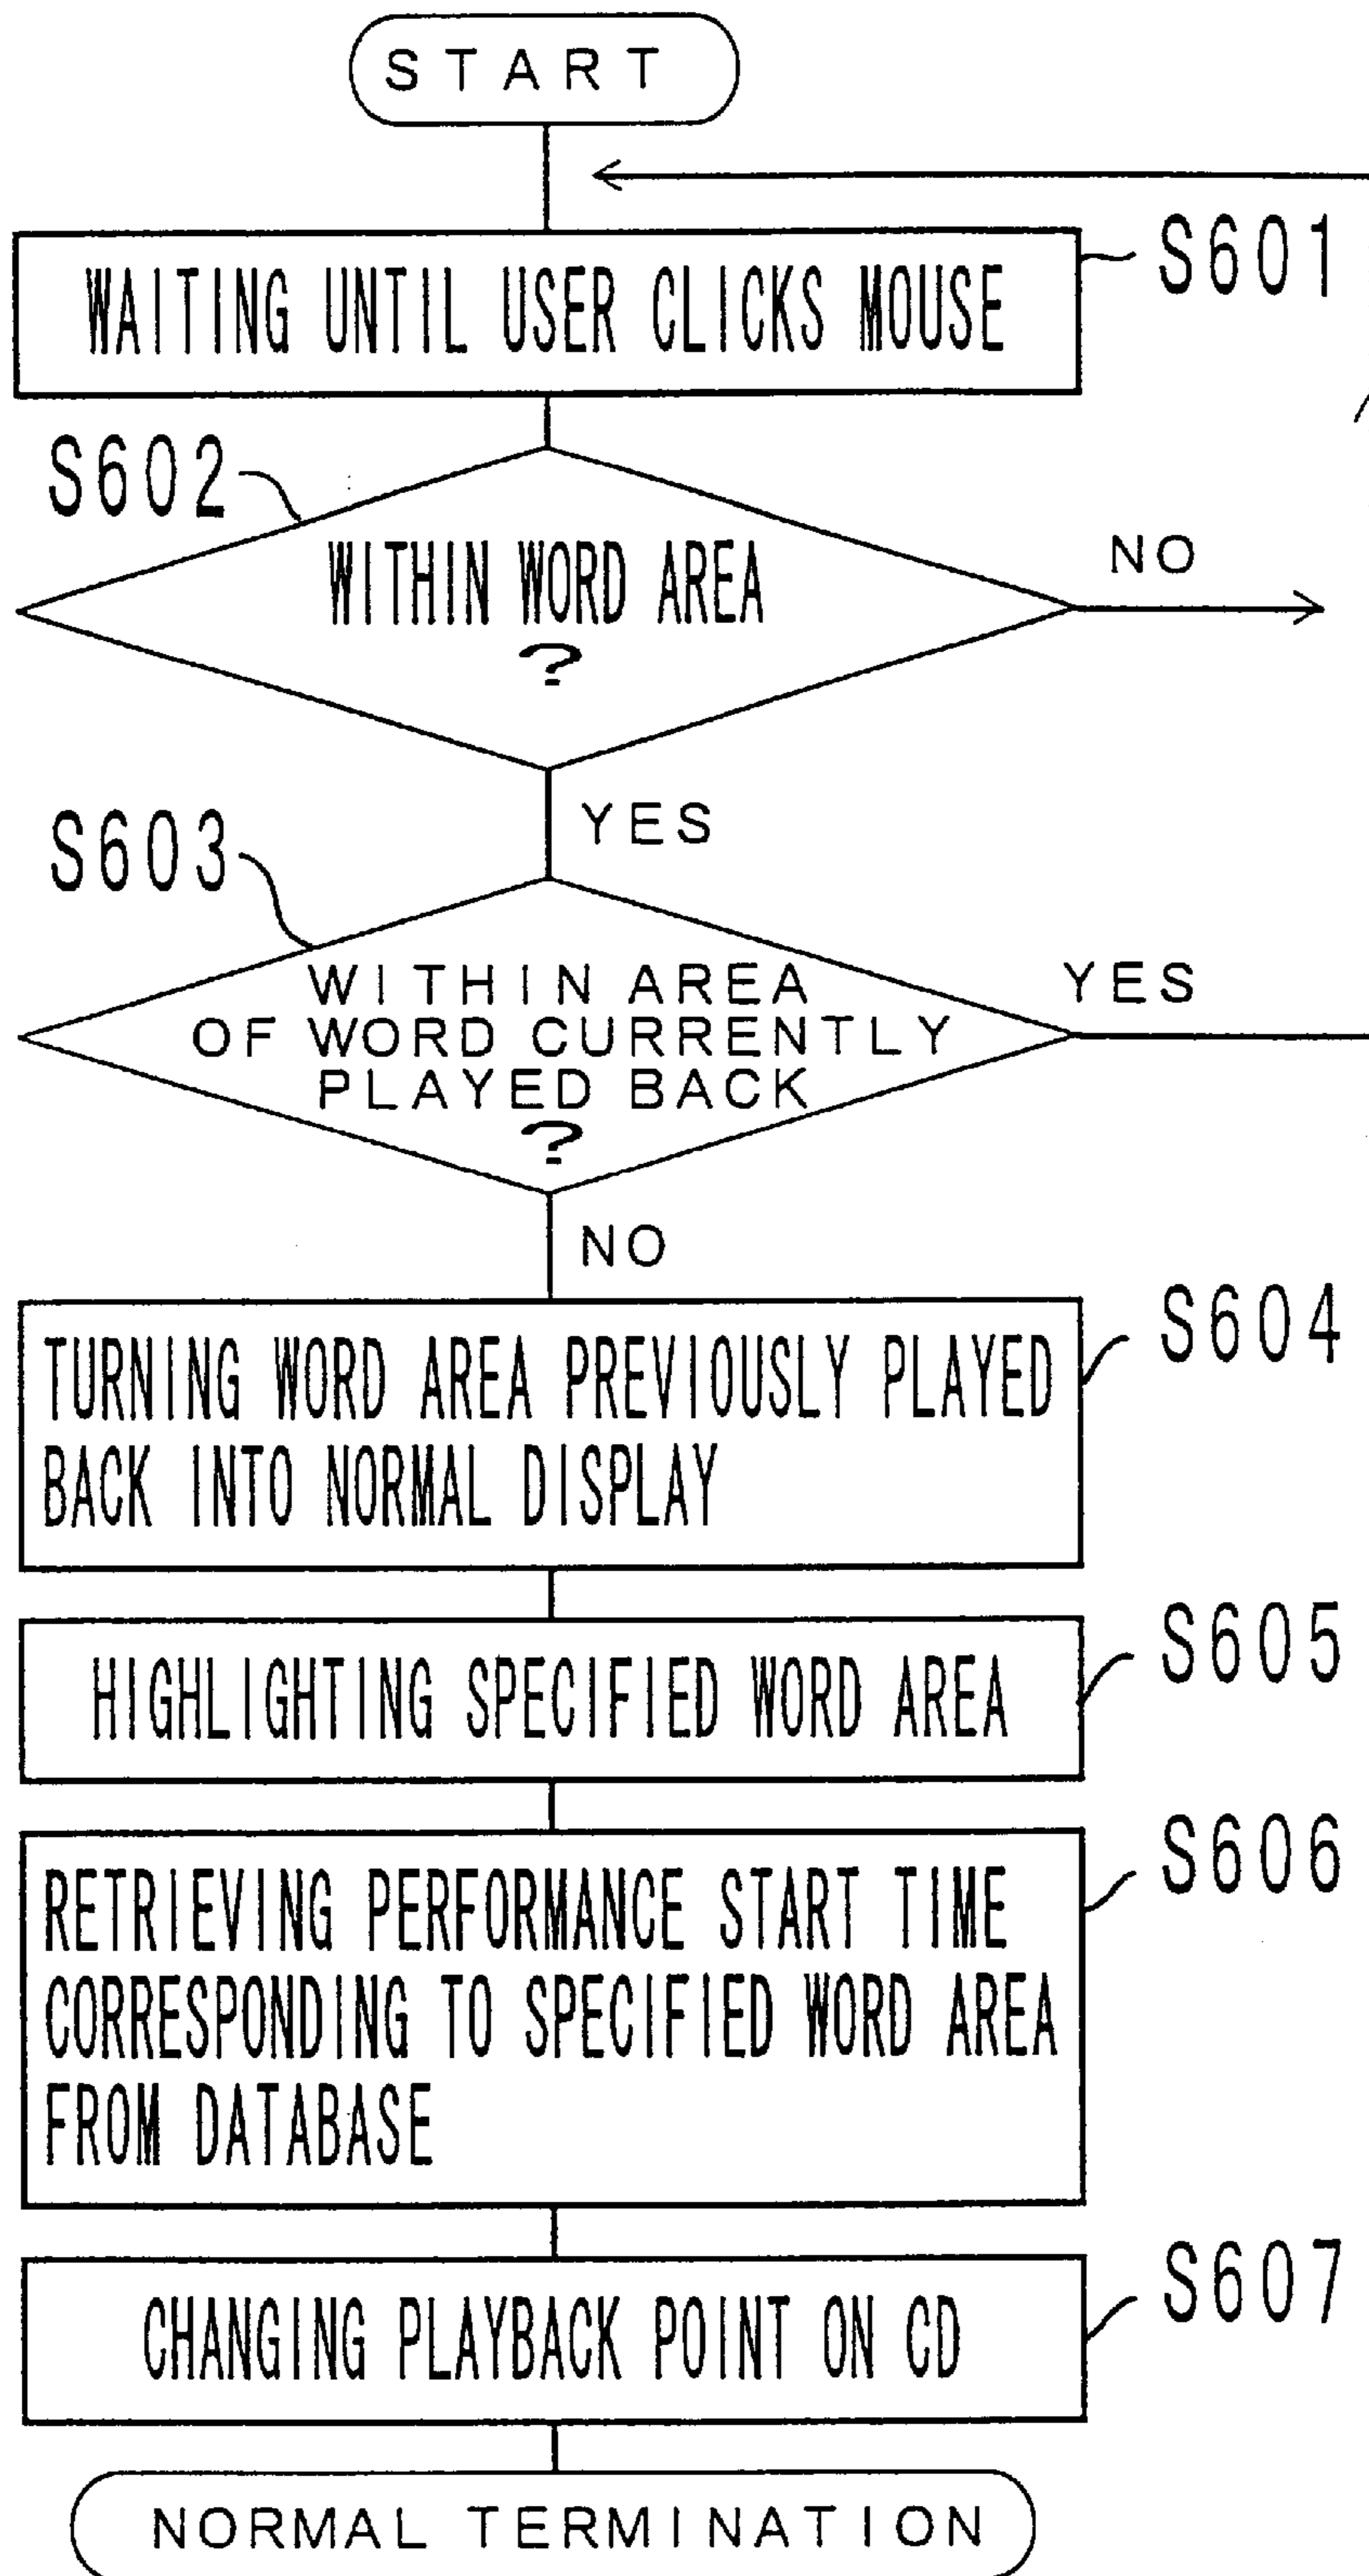 START
WAITING UNTIL USER CLICKS MOUSE
S601
S602
WITHIN WORD AREA
?
NO
YES
S603
WITHIN AREA
OF WORD CURRENTLY
PLAYED BACK
?
YES
NO
TURNING WORD AREA PREVIOUSLY PLAYED
BACK INTO NORMAL DISPLAY
S604
HIGHLIGHTING SPECIFIED WORD AREA
S605
RETRIEVING PERFORMANCE START TIME
CORRESPONDING TO SPECIFIED WORD AREA
FROM DATABASE
S606
CHANGING PLAYBACK POINT ON CD
S607
NORMAL TERMINATION